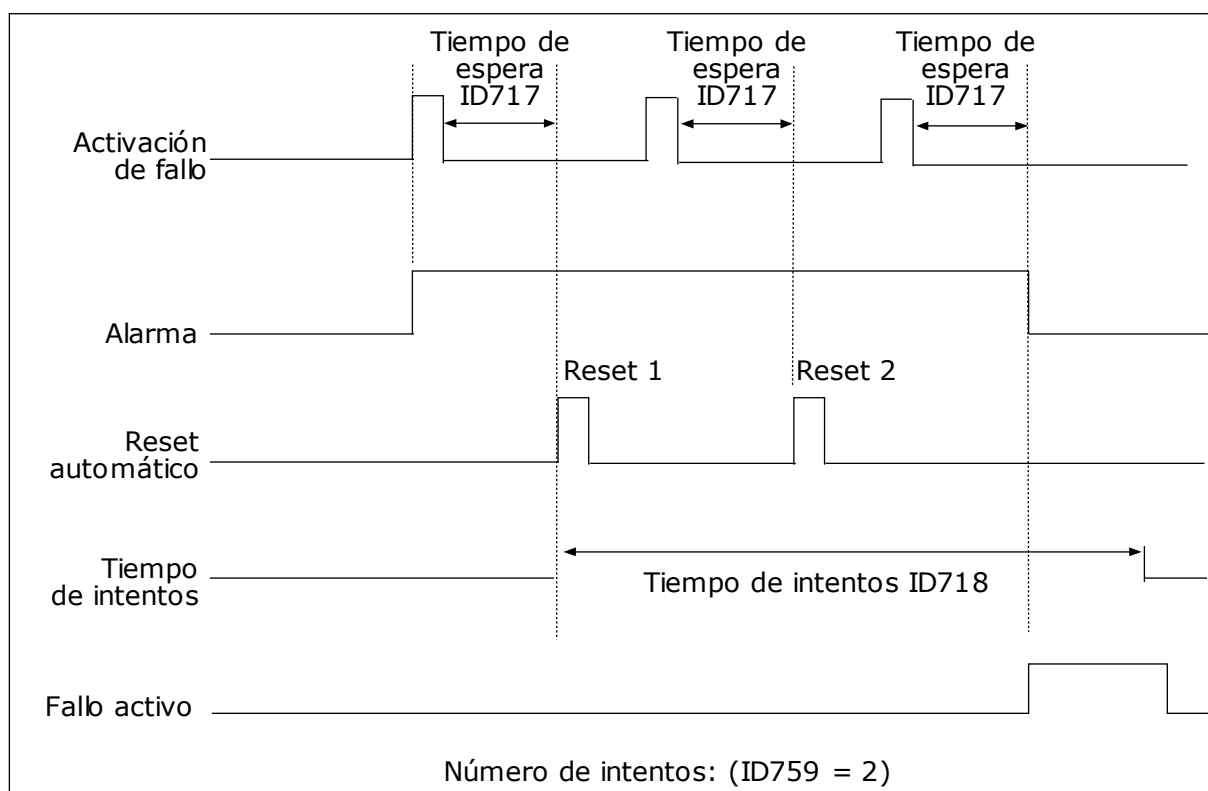 Tiempo de
espera
ID717
Tiempo de
espera
ID717
Tiempo de
espera
ID717
Activación
de fallo
Alarma
Reset 1
Reset 2
Reset
automático
Tiempo
de intentos
Tiempo de intentos ID718
Fallo activo
Número de intentos: (ID759 = 2)